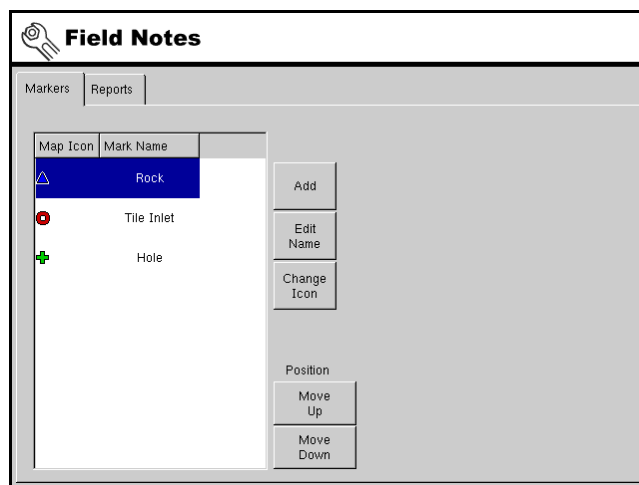 Field Notes
Markers Reports
Map Icon Mark Name
Rock
Tile Inlet
Hole
Add
Edit
Name
Change
Icon
Position
Move
Up
Move
Down